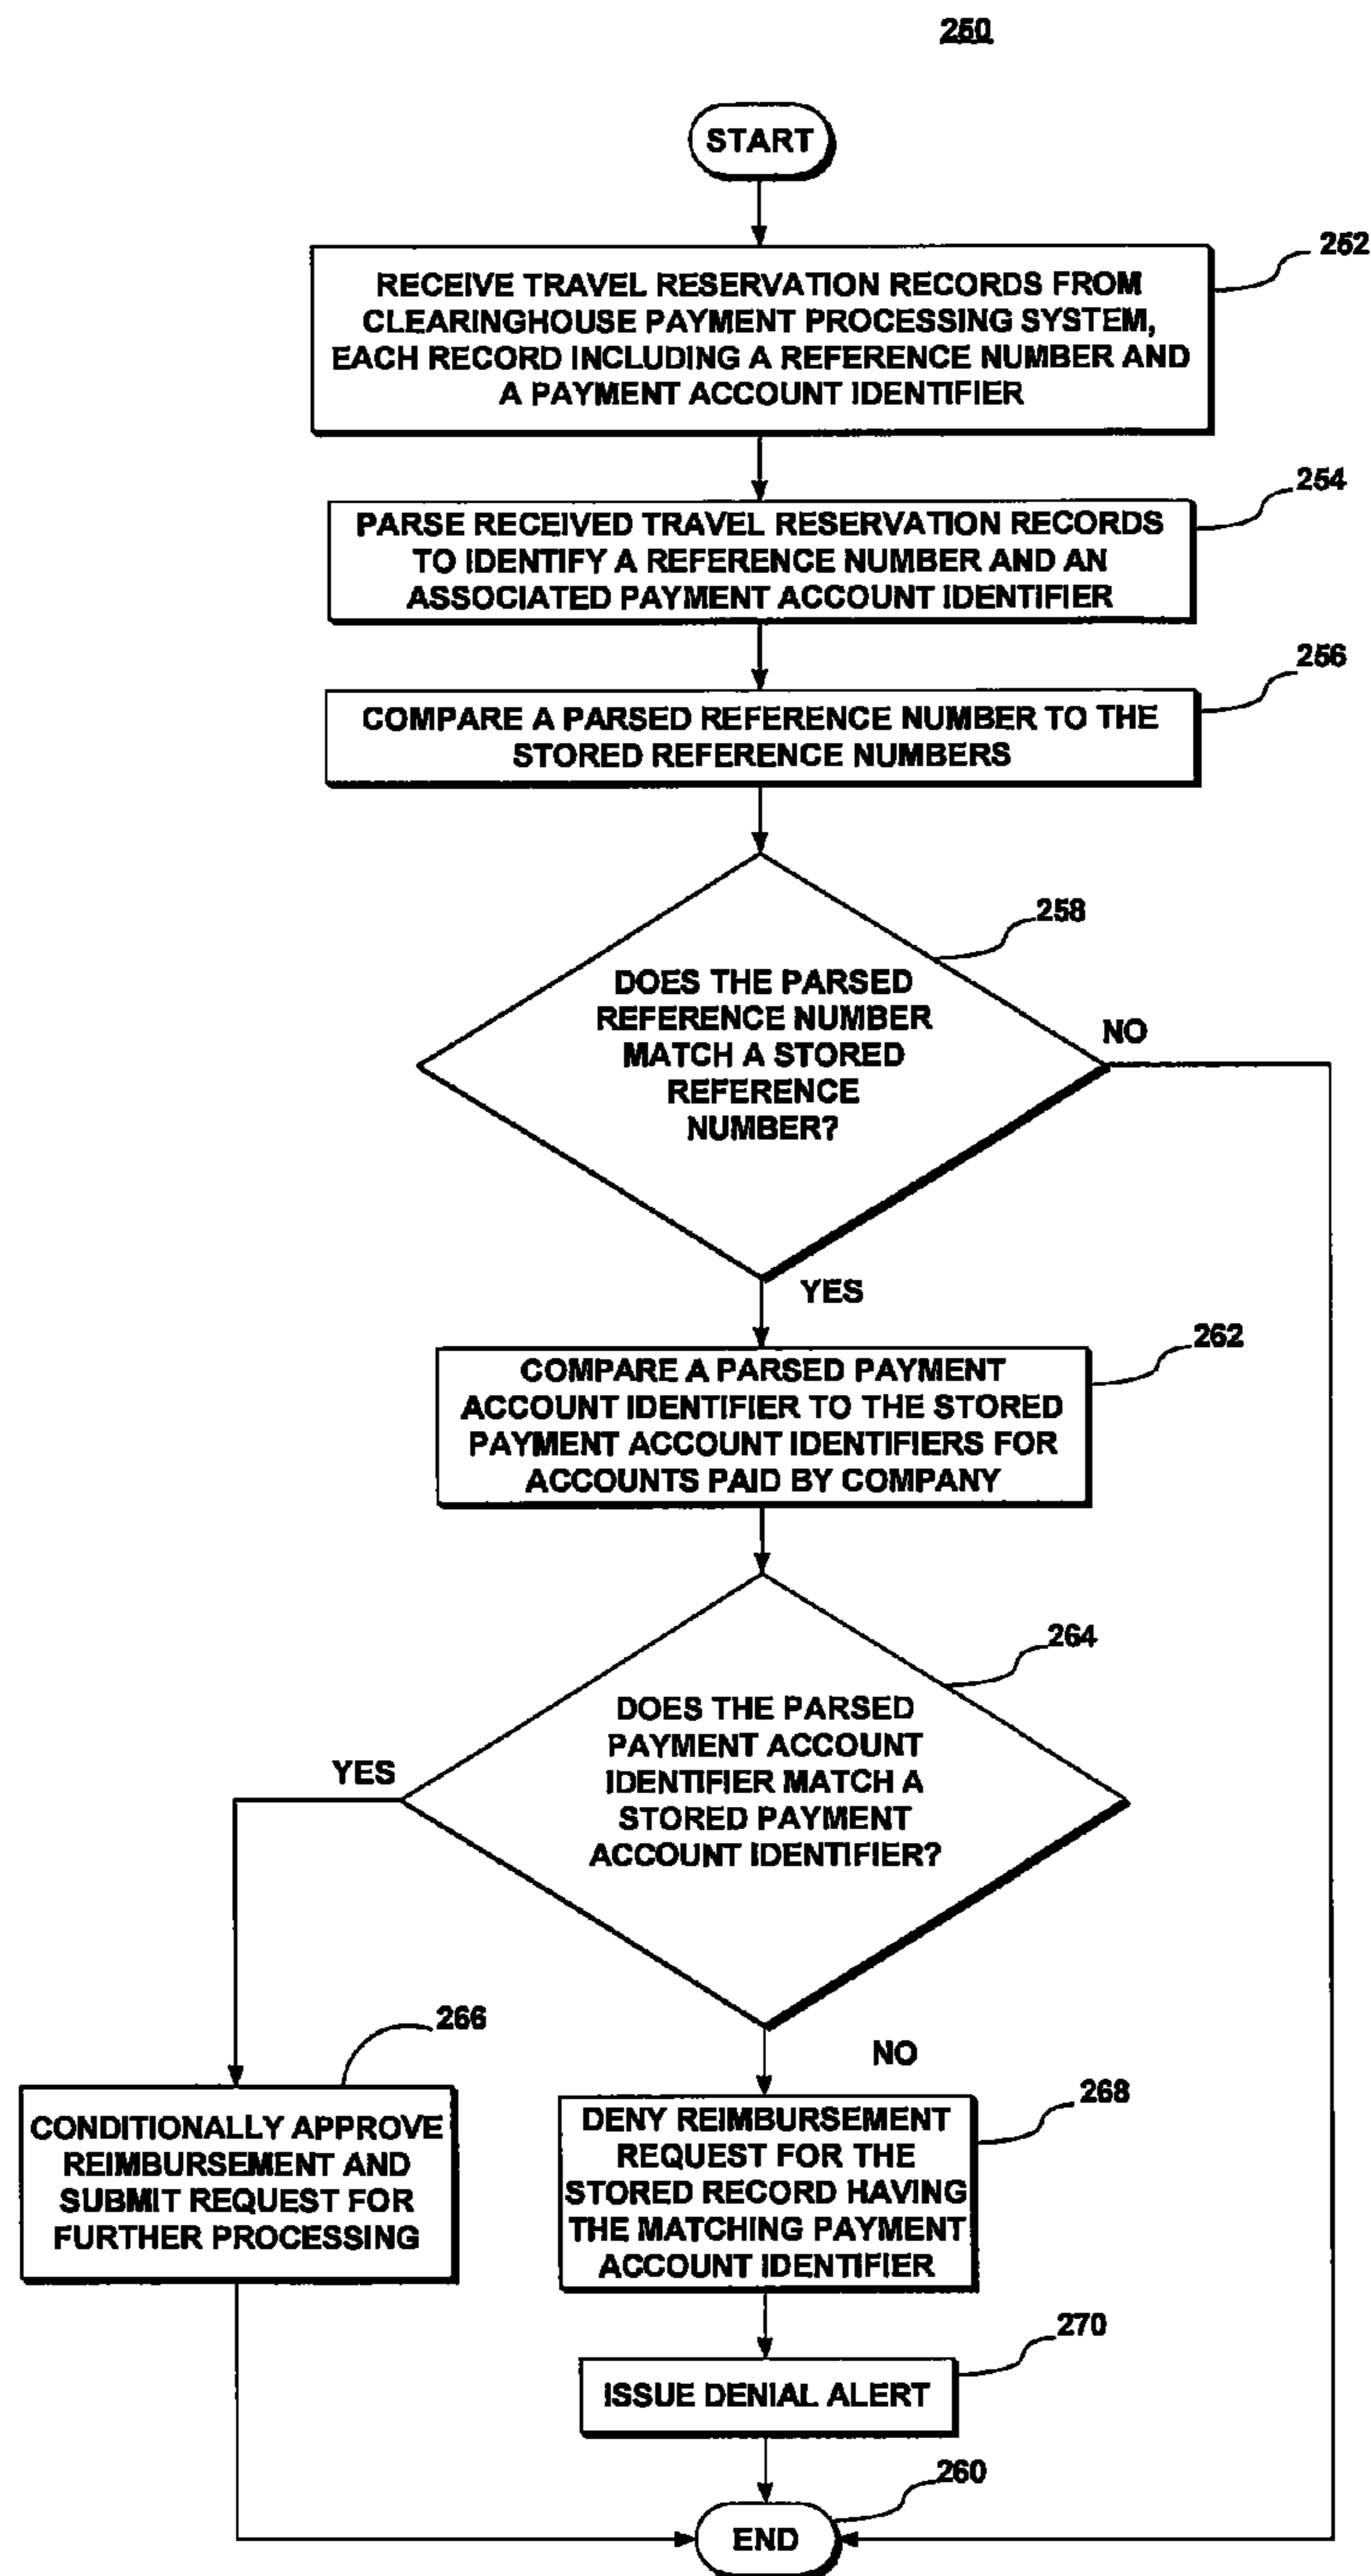 250
START
252
RECEIVE TRAVEL RESERVATION RECORDS FROM
CLEARINGHOUSE PAYMENT PROCESSING SYSTEM,
EACH RECORD INCLUDING A REFERENCE NUMBER AND
A PAYMENT ACCOUNT IDENTIFIER
254
PARSE RECEIVED TRAVEL RESERVATION RECORDS
TO IDENTIFY A REFERENCE NUMBER AND AN
ASSOCIATED PAYMENT ACCOUNT IDENTIFIER
256
COMPARE A PARSED REFERENCE NUMBER TO THE
STORED REFERENCE NUMBERS
258
DOES THE PARSED
REFERENCE NUMBER
MATCH A STORED
REFERENCE
NUMBER?
NO
YES
262
COMPARE A PARSED PAYMENT
ACCOUNT IDENTIFIER TO THE STORED
PAYMENT ACCOUNT IDENTIFIERS FOR
ACCOUNTS PAID BY COMPANY
264
DOES THE PARSED
PAYMENT ACCOUNT
IDENTIFIER MATCH A
STORED PAYMENT
ACCOUNT IDENTIFIER?
YES
NO
266
CONDITIONALLY APPROVE
REIMBURSEMENT AND
SUBMIT REQUEST FOR
FURTHER PROCESSING
268
DENY REIMBURSEMENT
REQUEST FOR THE
STORED RECORD HAVING
THE MATCHING PAYMENT
ACCOUNT IDENTIFIER
270
ISSUE DENIAL ALERT
260
END